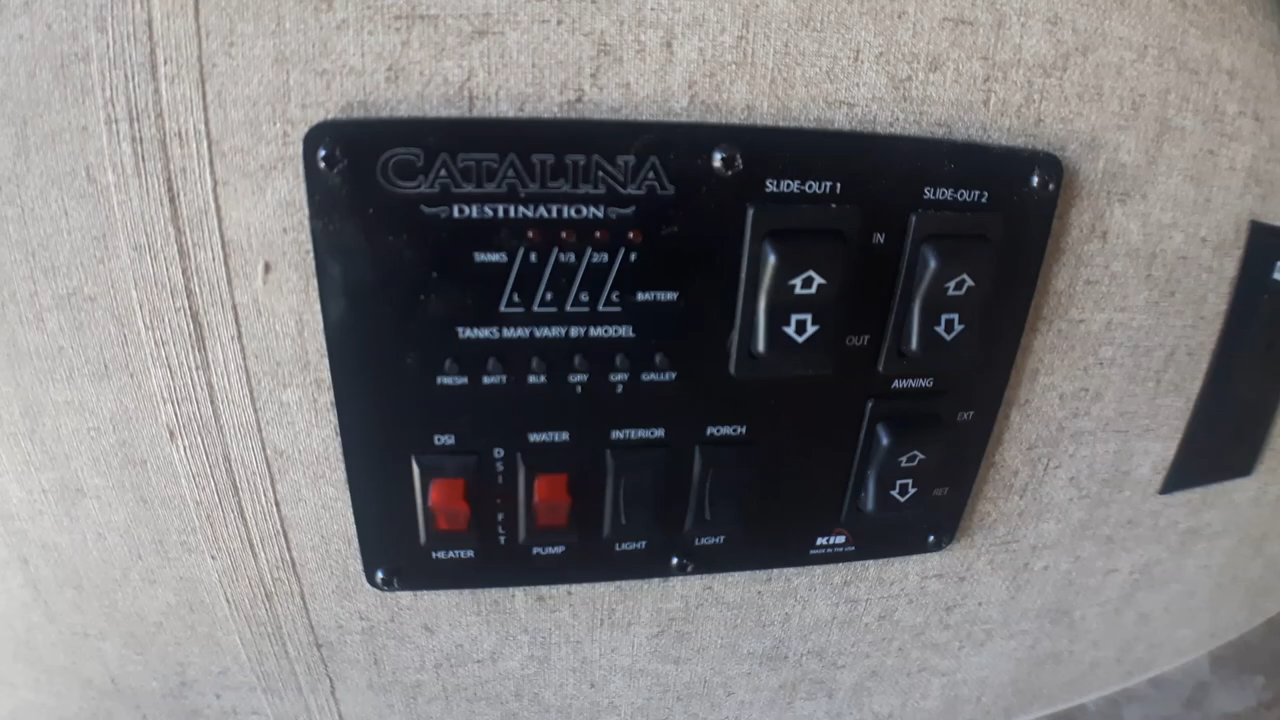 CATALINA
DESTINATION
TANKS E 1/3 2/3 F
L F G C BATTERY
TANKS MAY VARY BY MODEL
FRESH BATT BLK GRY 1 GRY 2 GALLEY
SLIDE-OUT 1
SLIDE-OUT 2
IN
OUT
AWNING
EXT
RET
DSI
HEATER
DSI FLT
WATER
PUMP
INTERIOR
LIGHT
PORCH
LIGHT
KIB
MADE IN THE USA